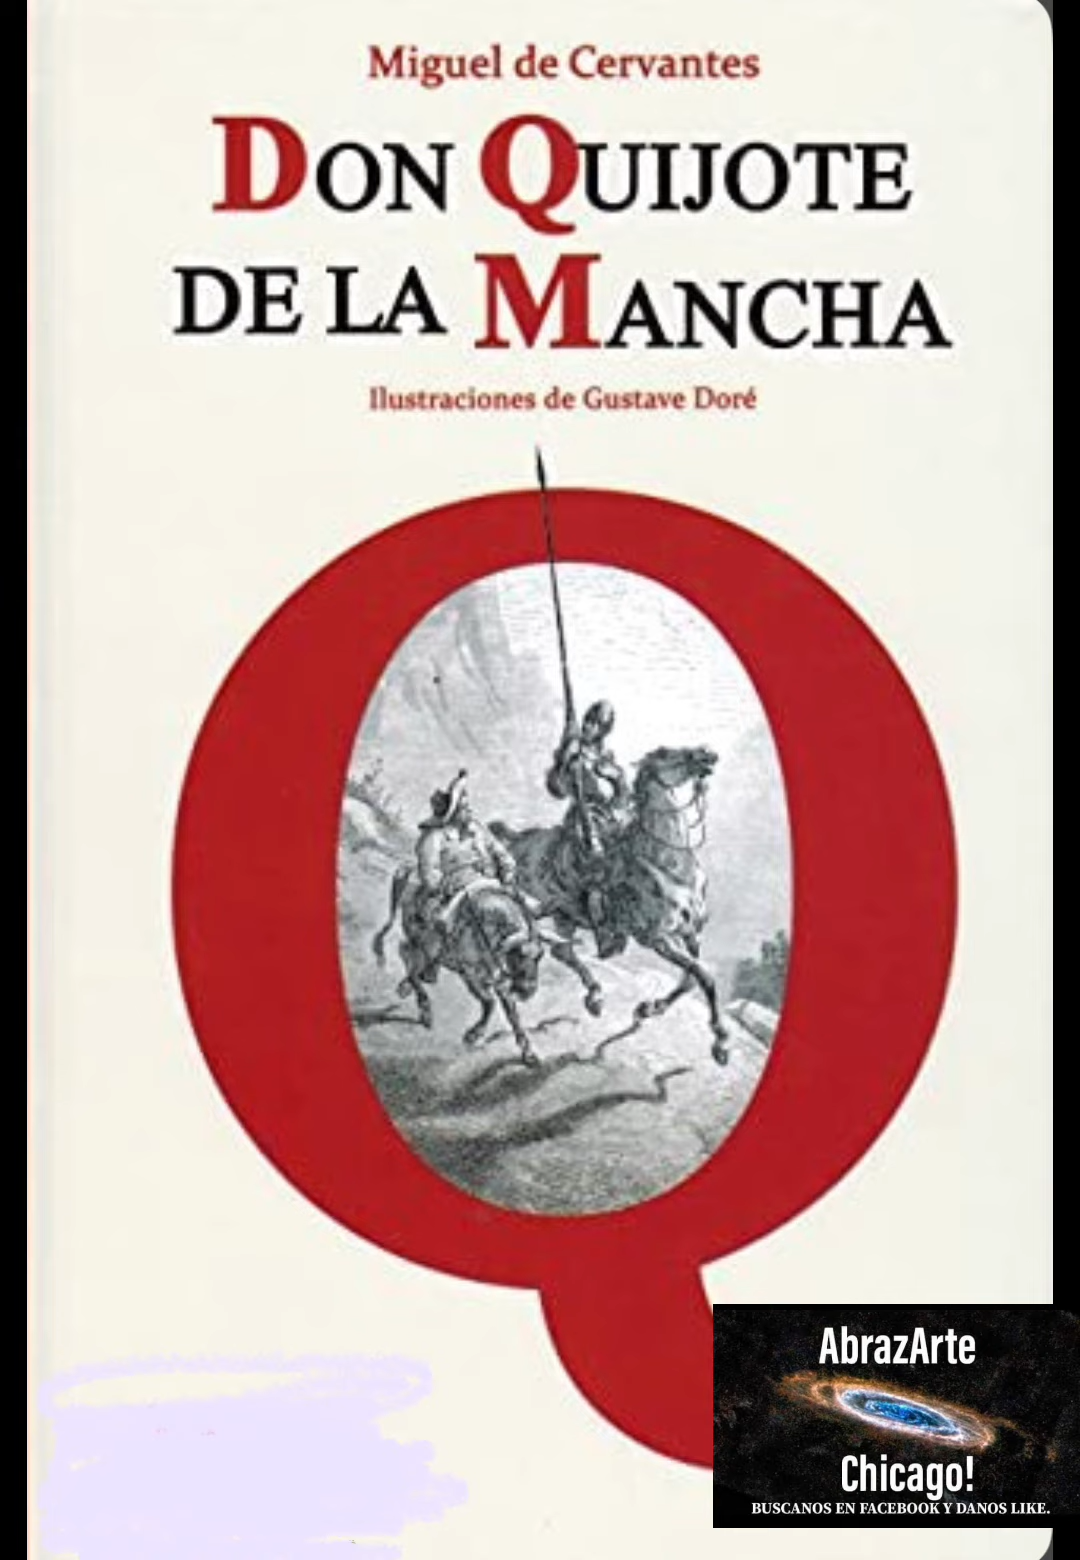 Miguel de Cervantes
DON QUIJOTE
DE LA MANCHA
Ilustraciones de Gustave Doré
AbrazArte
Chicago!
BUSCANOS EN FACEBOOK Y DANOS LIKE.